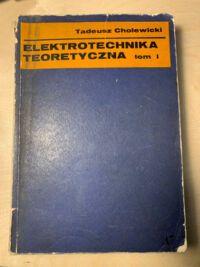 Tadeusz Cholewicki
ELEKTROTECHNIKA
TEORETYCZNA tom I